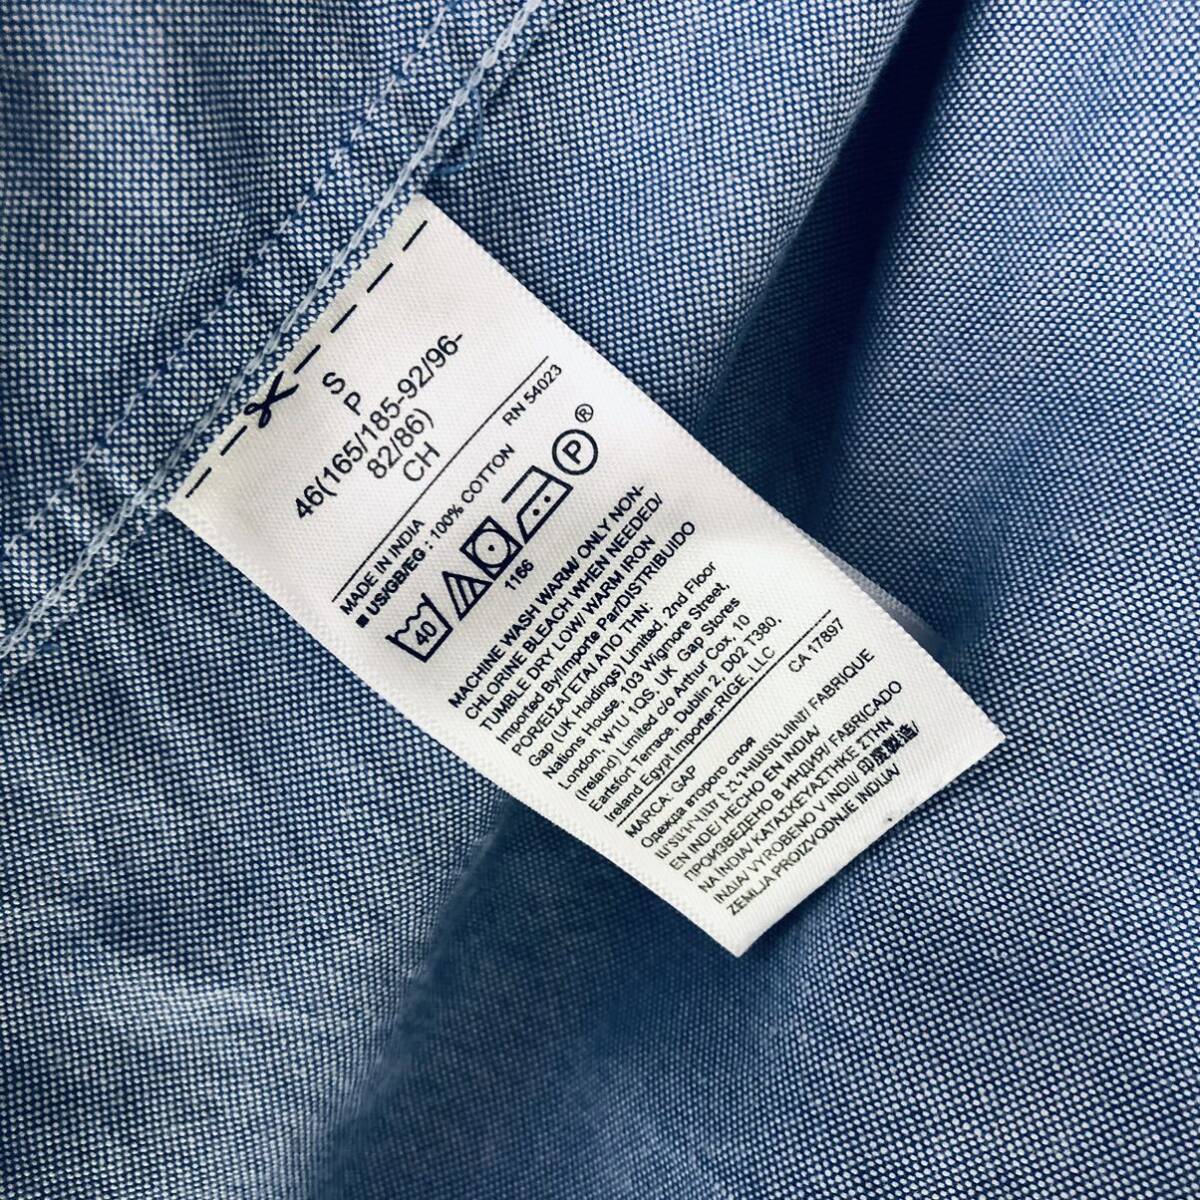 S
P
46(165/185-92/96-
82/86)
CH
MADE IN INDIA RN 54023
■ US/GB/EG : 100% COTTON
40 P ®
1166
MACHINE WASH WARM/ ONLY NON-
CHLORINE BLEACH WHEN NEEDED/
TUMBLE DRY LOW/ WARM IRON
Imported By/Importe Par/DISTRIBUIDO
POR/ΕΙΣΑΓΕΤΑΙ ΑΠΟ ΤΗΝ:
Gap (UK Holdings) Limited, 2nd Floor
Nations House, 103 Wigmore Street,
London, W1U 1QS, UK, Gap Stores
(Ireland) Limited c/o Arthur Cox, 10
Earlsfort Terrace, Dublin 2, D02 T380,
Ireland Egypt Importer:RIGE, LLC
MARCA: GAP CA 17897
Одежда второго слоя
FABRIQUE
EN INDE/ HECHO EN INDIA/
ПРОИЗВЕДЕНО В ИНДИЯ/ FABRICADO
NA INDIA/ ΚΑΤΑΣΚΕΥΑΣΤΗΚΕ ΣΤΗΝ
ΙΝΔΙΑ/ VYROBENO V INDII/ 印度製造/
ZEMLJA PROIZVODNJE INDIJA/